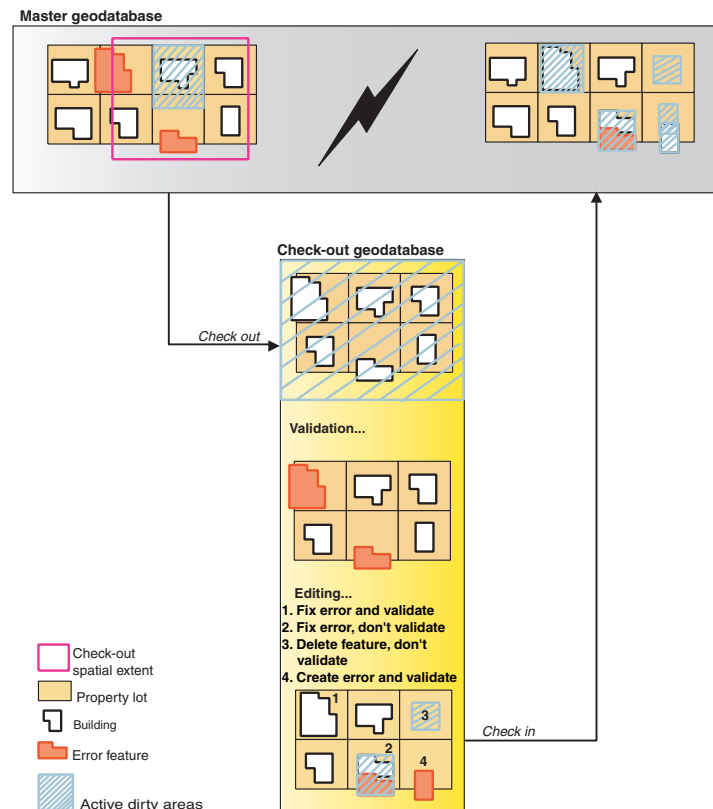 Master geodatabase
Check-out geodatabase
Check out
Validation...
Editing...
1. Fix error and validate
2. Fix error, don't validate
3. Delete feature, don't
validate
4. Create error and validate
1
3
2
4
Check in
Check-out
spatial extent
Property lot
Building
Error feature
Active dirty areas